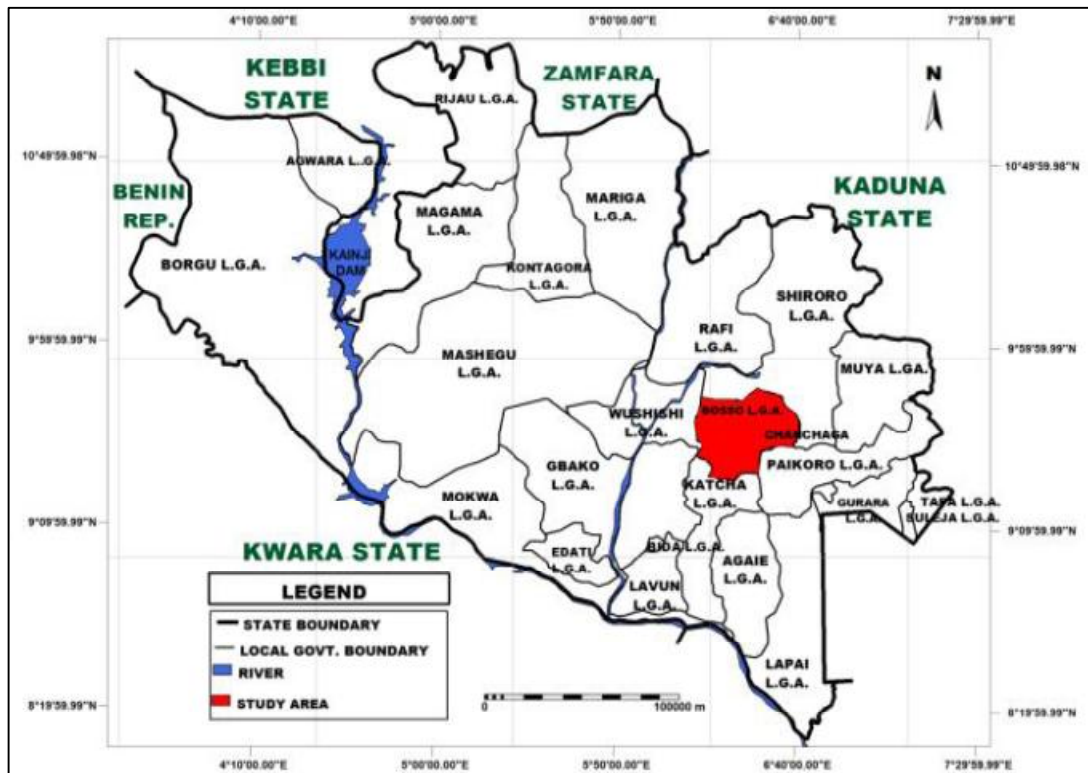 4°10'00.00"E
5°00'00.00"E
5°50'00.00"E
6°40'00.00"E
7°29'59.99"E
KEBBI
STATE
ZAMFARA
STATE
N
RIJAU L.G.A.
10°49'59.98"N
AGWARA L.G.A.
10°49'59.98"N
BENIN
REP.
KADUNA
STATE
MAGAMA
L.G.A.
MARIGA
L.G.A.
BORGU L.G.A.
KAINJI
DAM
KONTAGORA
L.G.A.
SHIRORO
L.G.A.
9°59'59.99"N
RAFI
L.G.A.
9°59'59.99"N
MASHEGU
L.G.A.
MUYA L.GA.
WUSHISHI
L.G.A.
BOSSO L.G.A.
CHANCHAGA
GBAKO
L.G.A.
PAIKORO L.G.A.
MOKWA
L.G.A.
KATCHA
L.G.A.
GURARA
L.G.A.
TAFA L.G.A.
SULEJA L.G.A.
9°09'59.99"N
9°09'59.99"N
KWARA STATE
EDATI
L.G.A.
BIDA L.G.A.
AGAIE
L.G.A.
LAVUN
L.G.A.
LEGEND
STATE BOUNDARY
LOCAL GOVT. BOUNDARY
RIVER
STUDY AREA
LAPAI
L.G.A.
0
100000 m
8°19'59.99"N
8°19'59.99"N
4°10'00.00"E
5°00'00.00"E
5°50'00.00"E
6°40'00.00"E
7°29'59.99"E